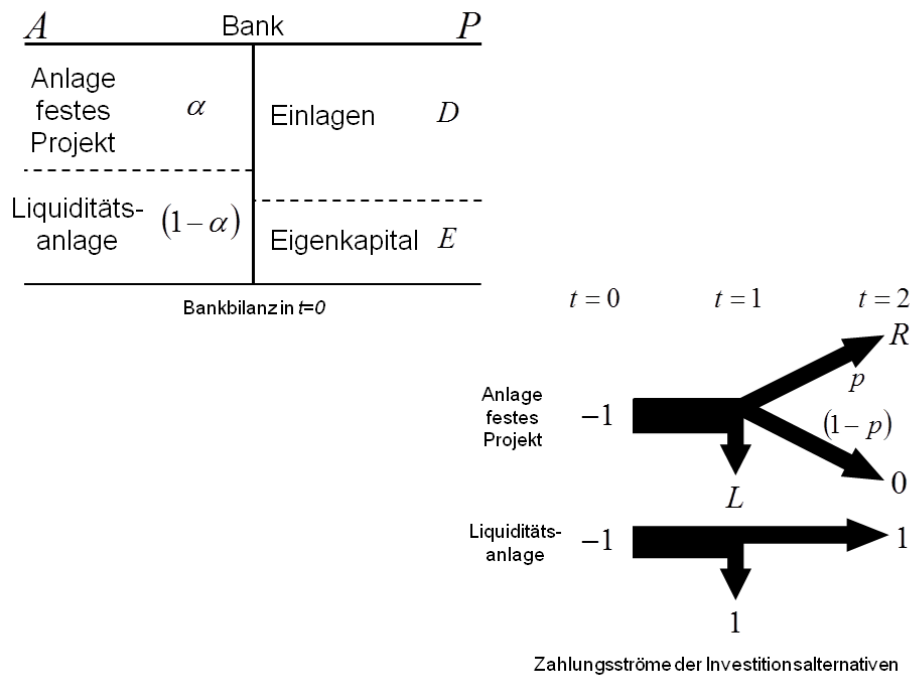 A Bank P
Anlage
festes
Projekt
α
Einlagen D
Liquiditäts-
anlage
(1−α)
Eigenkapital E
Bankbilanz in t=0
t = 0 t = 1 t = 2
R
p
Anlage
festes
Projekt
−1
(1−p)
0
L
Liquiditäts-
anlage
−1
1
1
Zahlungsströme der Investitionsalternativen